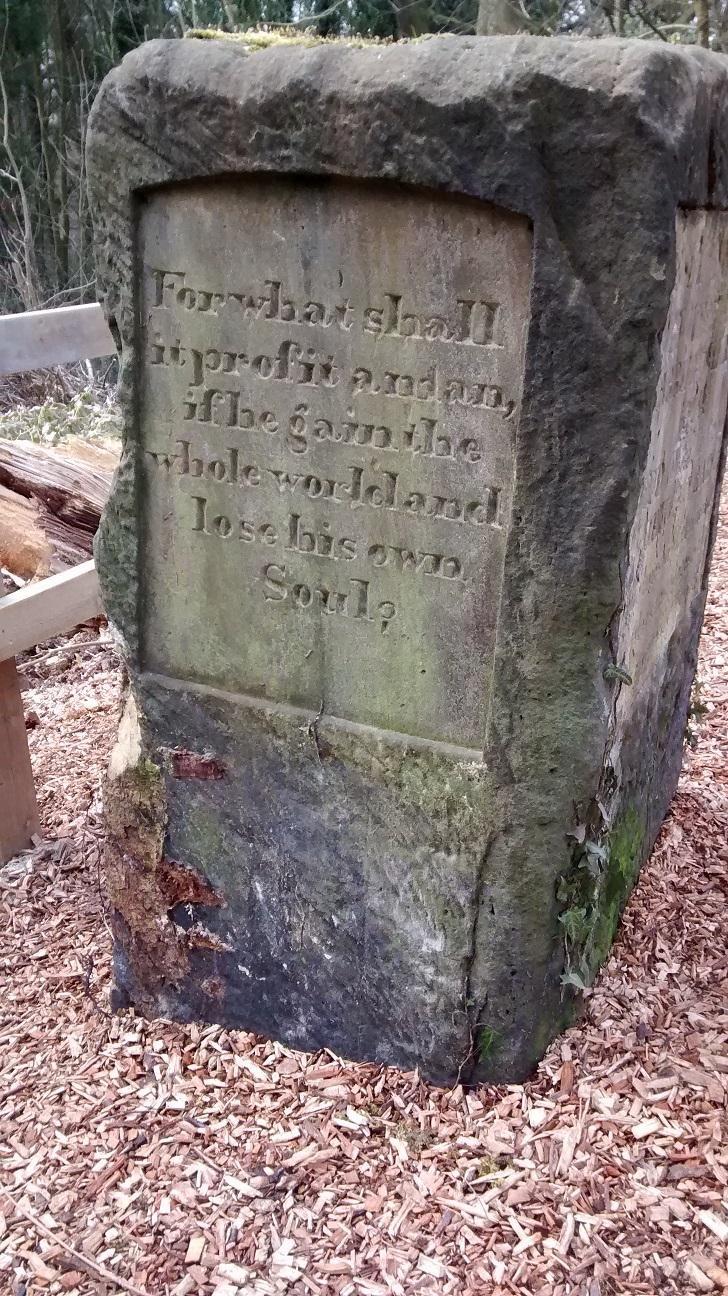 For what shall
it profit a man,
if he gain the
whole world and
lose his own
Soul?